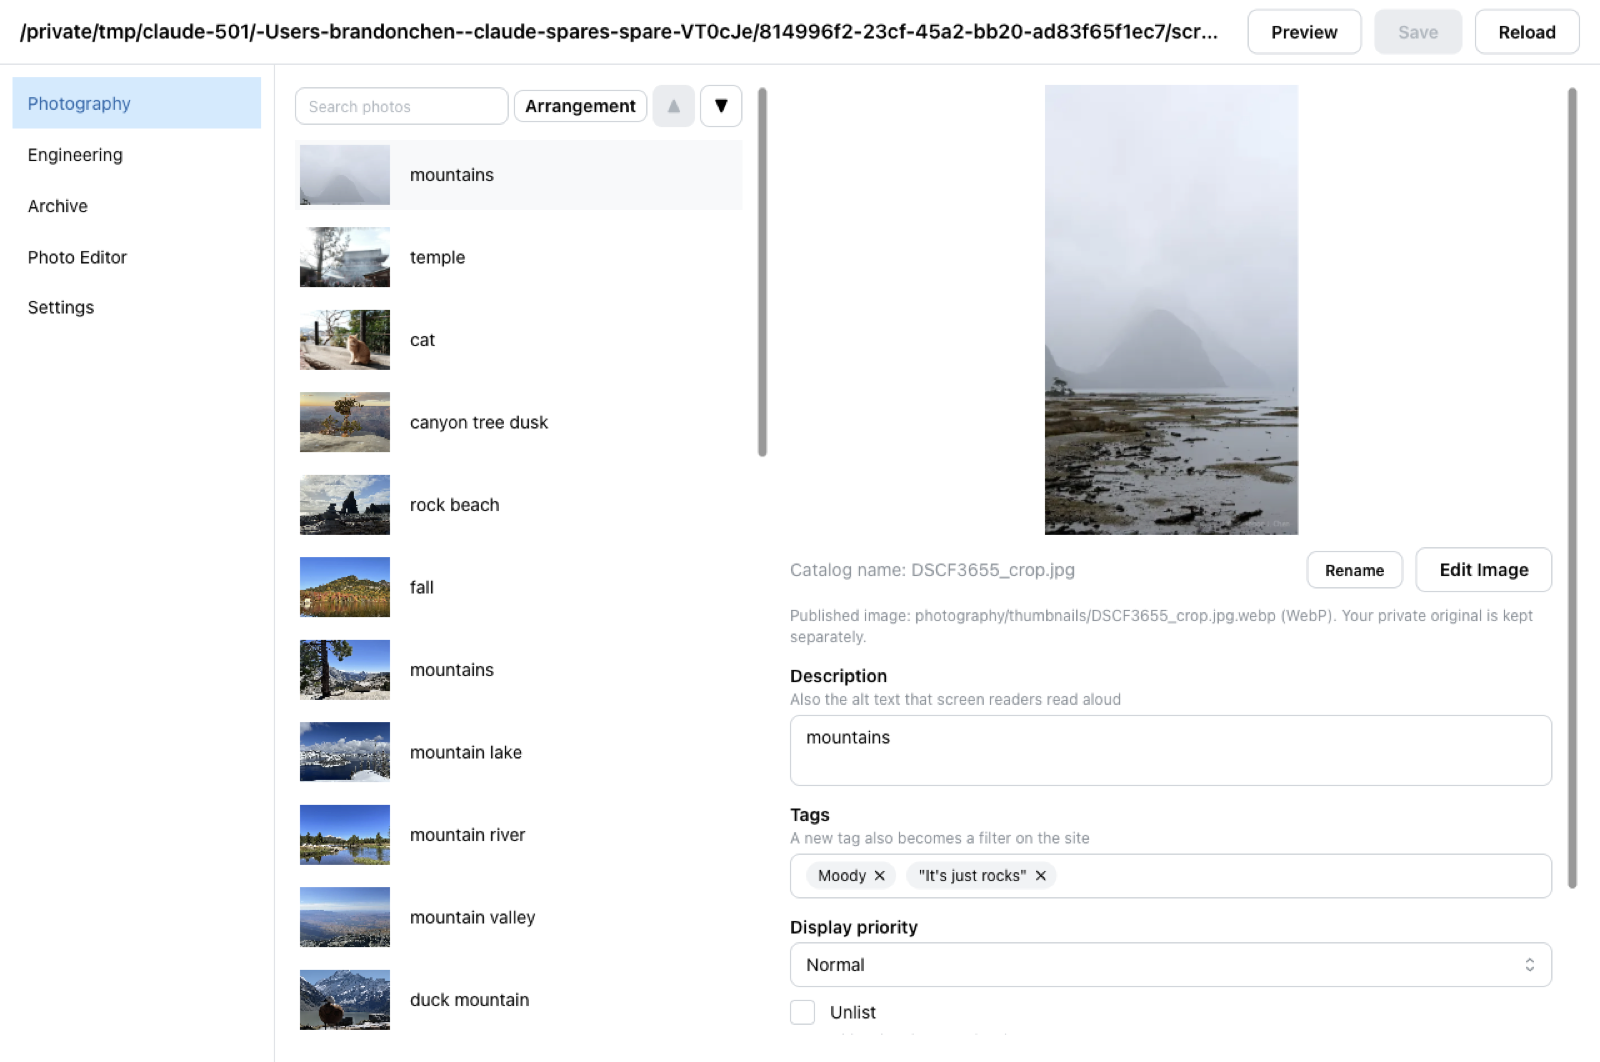 /private/tmp/claude-501/-Users-brandonchen--claude-spares-spare-VT0cJe/814996f2-23cf-45a2-bb20-ad83f65f1ec7/scr...
Preview
Save
Reload
Photography
Engineering
Archive
Photo Editor
Settings
Search photos
Arrangement
mountains
temple
cat
canyon tree dusk
rock beach
fall
mountains
mountain lake
mountain river
mountain valley
duck mountain
Catalog name: DSCF3655_crop.jpg
Rename
Edit Image
Published image: photography/thumbnails/DSCF3655_crop.jpg.webp (WebP). Your private original is kept
separately.
Description
Also the alt text that screen readers read aloud
mountains
Tags
A new tag also becomes a filter on the site
Moody ✕
"It's just rocks" ✕
Display priority
Normal
Unlist